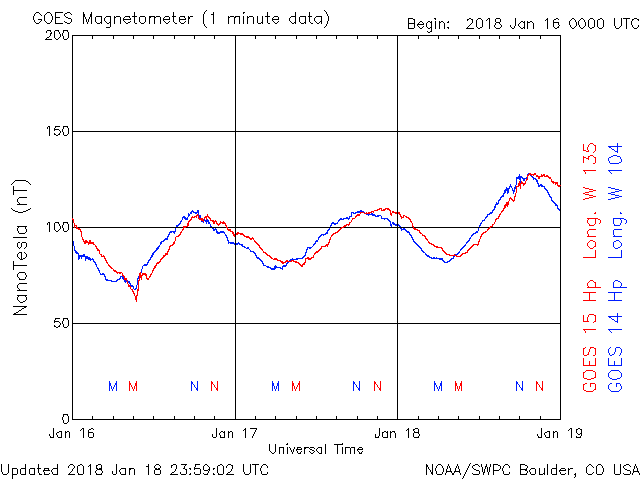 GOES Magnetometer (1 minute data)
Begin: 2018 Jan 16 0000 UTC
200
150
100
50
0
NanoTesla (nT)
M M N N M M N N M M N N
Jan 16 Jan 17 Jan 18 Jan 19
Universal Time
GOES 15 Hp Long. W 135
GOES 14 Hp Long. W 104
Updated 2018 Jan 18 23:59:02 UTC
NOAA/SWPC Boulder, CO USA